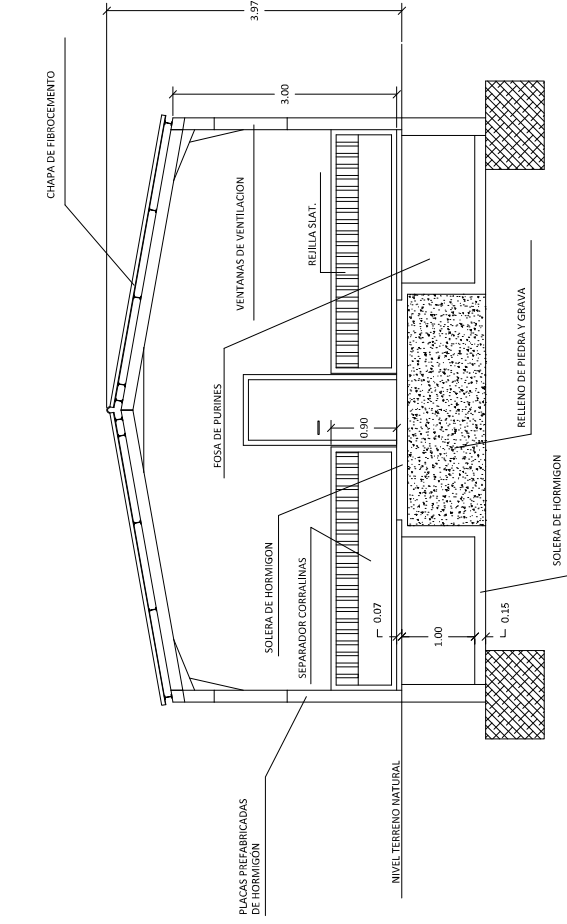 3.97
CHAPA DE FIBROCEMENTO
3.00
VENTANAS DE VENTILACION
REJILLA SLAT.
FOSA DE PURINES
RELLENO DE PIEDRA Y GRAVA
0.90
SOLERA DE HORMIGON
SOLERA DE HORMIGON
SEPARADOR CORRALINAS
0.07
1.00
0.15
NIVEL TERRENO NATURAL
PLACAS PREFABRICADAS
DE HORMIGÓN